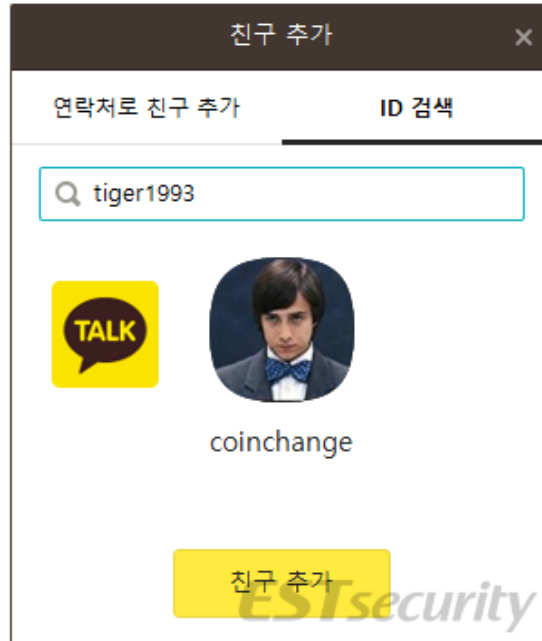 친구 추가
연락처로 친구 추가
ID 검색
tiger1993
TALK
coinchange
친구 추가
ESTsecurity